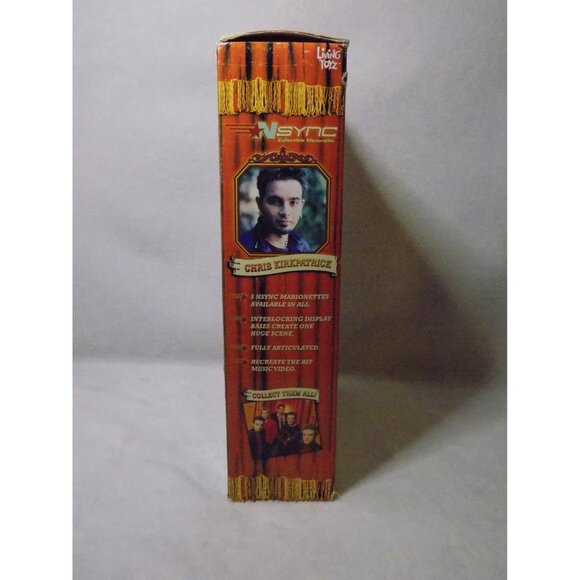 LiViNG
TOYZ
NSYNC
Collectible Marionette
CHRIS KIRKPATRICK
5 NSYNC MARIONETTES
AVAILABLE IN ALL.
INTERLOCKING DISPLAY
BASES CREATE ONE
HUGE SCENE.
FULLY ARTICULATED.
RECREATE THE HIT
MUSIC VIDEO
COLLECT THEM ALL!